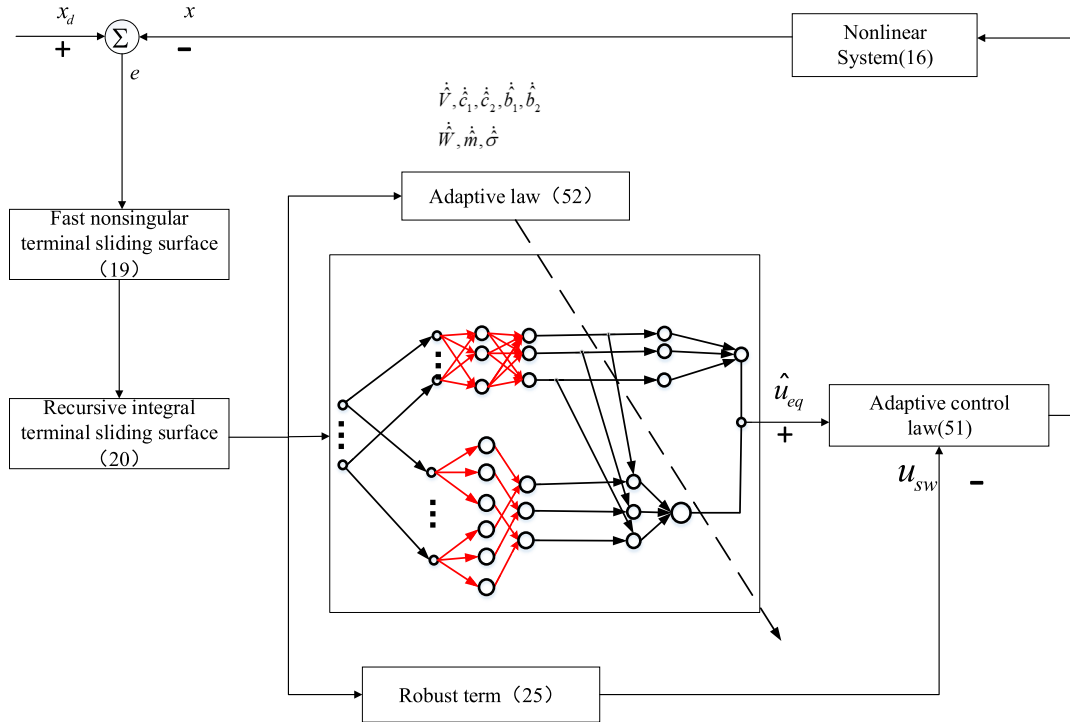 x_d
x
+
Σ
−
e
Nonlinear
System(16)
\dot{\hat{V}}, \dot{\hat{c}}_1, \dot{\hat{c}}_2, \dot{\hat{b}}_1, \dot{\hat{b}}_2
\dot{\hat{W}}, \dot{\hat{m}}, \dot{\hat{σ}}
Adaptive law（52）
Fast nonsingular
terminal sliding surface
（19）
Recursive integral
terminal sliding surface
（20）
\hat{u}_{eq}
+
Adaptive control
law(51)
u_{sw}
−
Robust term（25）